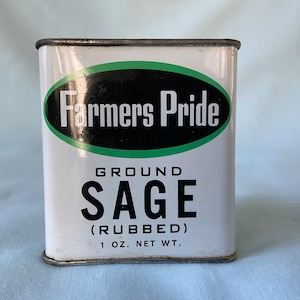 Farmers Pride
GROUND
SAGE
(RUBBED)
1 OZ. NET WT.